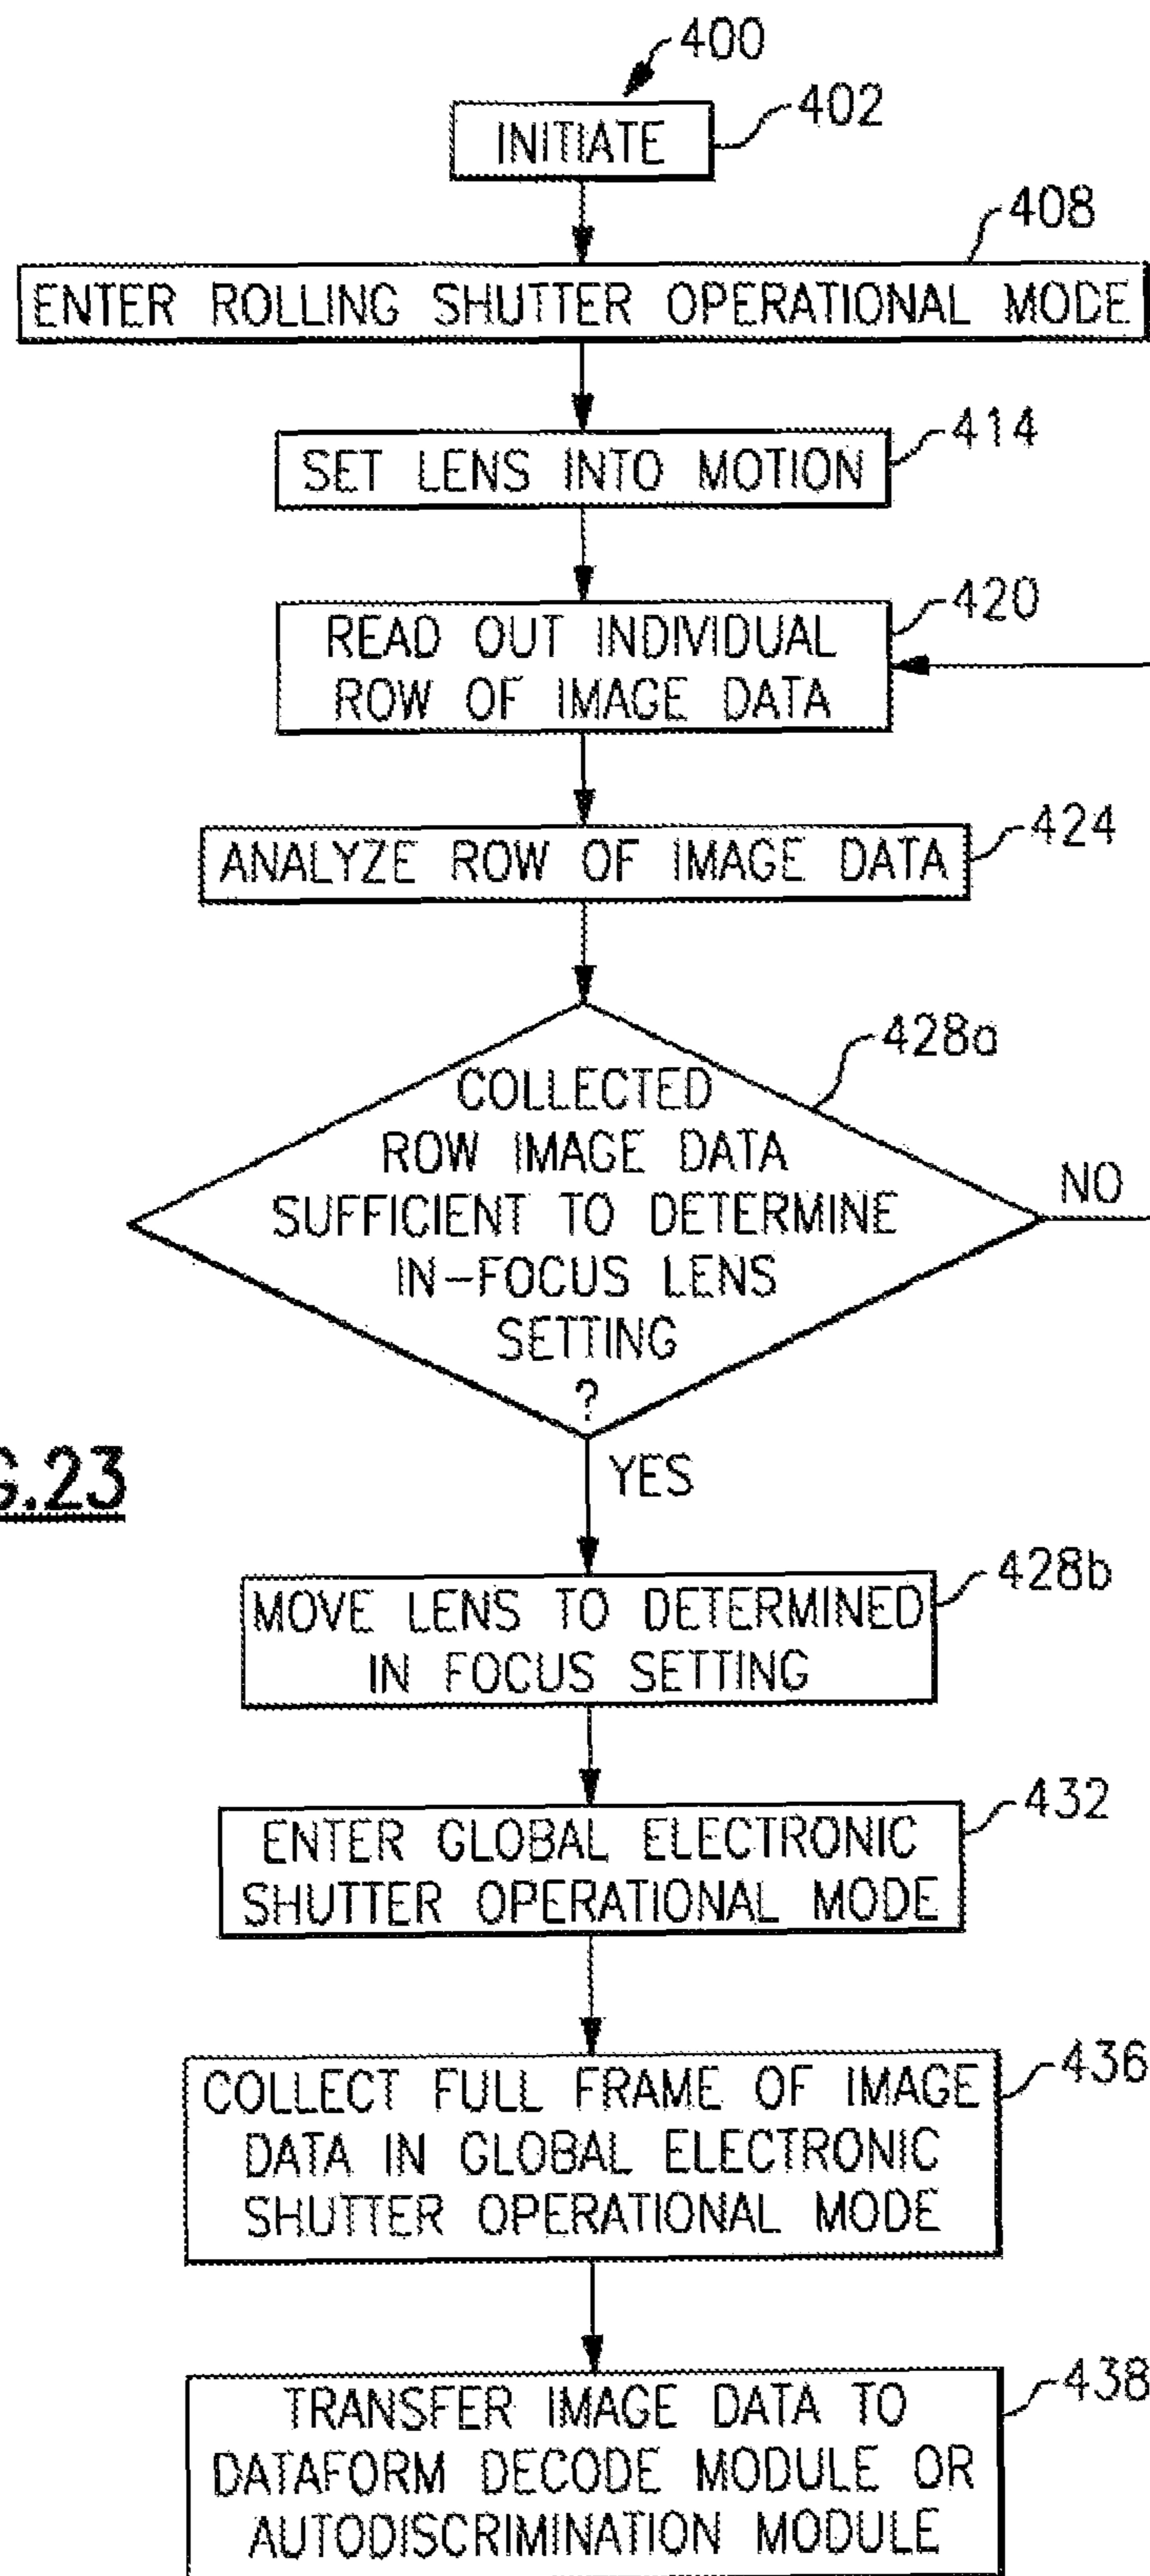 400
INITIATE
402
408
ENTER ROLLING SHUTTER OPERATIONAL MODE
414
SET LENS INTO MOTION
420
READ OUT INDIVIDUAL
ROW OF IMAGE DATA
424
ANALYZE ROW OF IMAGE DATA
428a
COLLECTED
ROW IMAGE DATA
SUFFICIENT TO DETERMINE
IN-FOCUS LENS
SETTING
?
NO
YES
G.23
428b
MOVE LENS TO DETERMINED
IN FOCUS SETTING
432
ENTER GLOBAL ELECTRONIC
SHUTTER OPERATIONAL MODE
436
COLLECT FULL FRAME OF IMAGE
DATA IN GLOBAL ELECTRONIC
SHUTTER OPERATIONAL MODE
438
TRANSFER IMAGE DATA TO
DATAFORM DECODE MODULE OR
AUTODISCRIMINATION MODULE